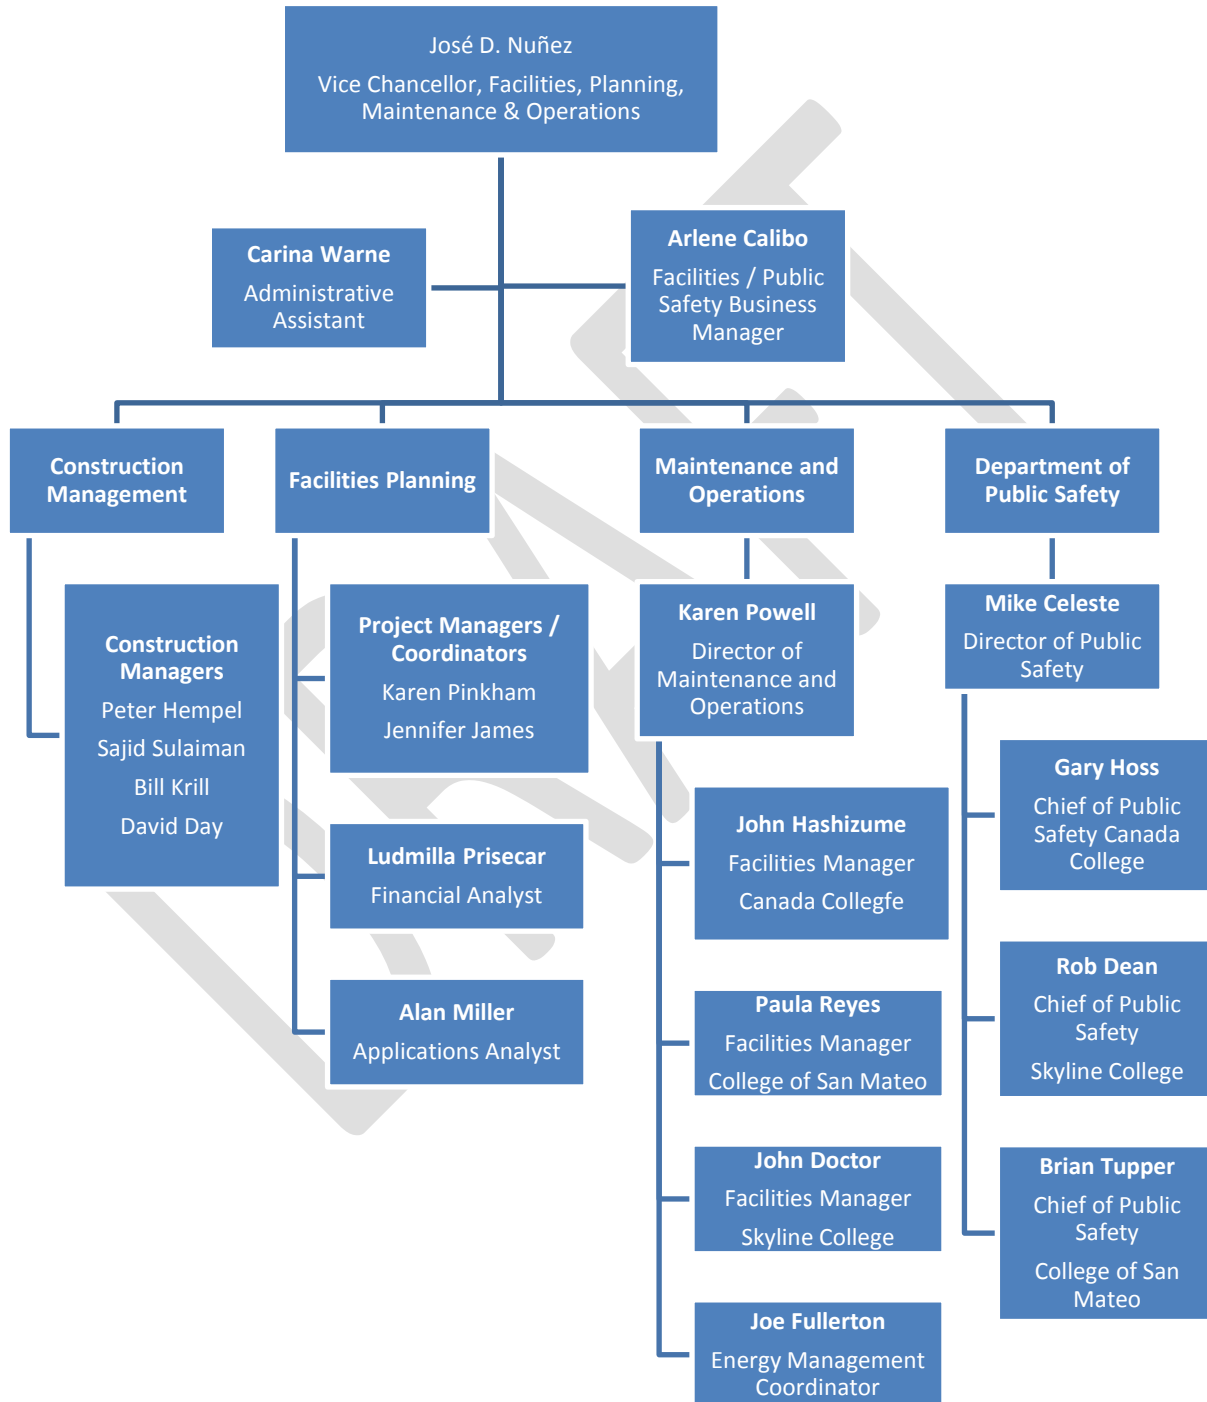 José D. Nuñez
Vice Chancellor, Facilities, Planning,
Maintenance & Operations
Carina Warne
Administrative
Assistant
Arlene Calibo
Facilities / Public
Safety Business
Manager
Construction
Management
Facilities Planning
Maintenance and
Operations
Department of
Public Safety
Construction
Managers
Peter Hempel
Sajid Sulaiman
Bill Krill
David Day
Project Managers /
Coordinators
Karen Pinkham
Jennifer James
Ludmilla Prisecar
Financial Analyst
Alan Miller
Applications Analyst
Karen Powell
Director of
Maintenance and
Operations
John Hashizume
Facilities Manager
Canada Collegfe
Paula Reyes
Facilities Manager
College of San Mateo
John Doctor
Facilities Manager
Skyline College
Joe Fullerton
Energy Management
Coordinator
Mike Celeste
Director of Public
Safety
Gary Hoss
Chief of Public
Safety Canada
College
Rob Dean
Chief of Public
Safety
Skyline College
Brian Tupper
Chief of Public
Safety
College of San
Mateo
DRAFT